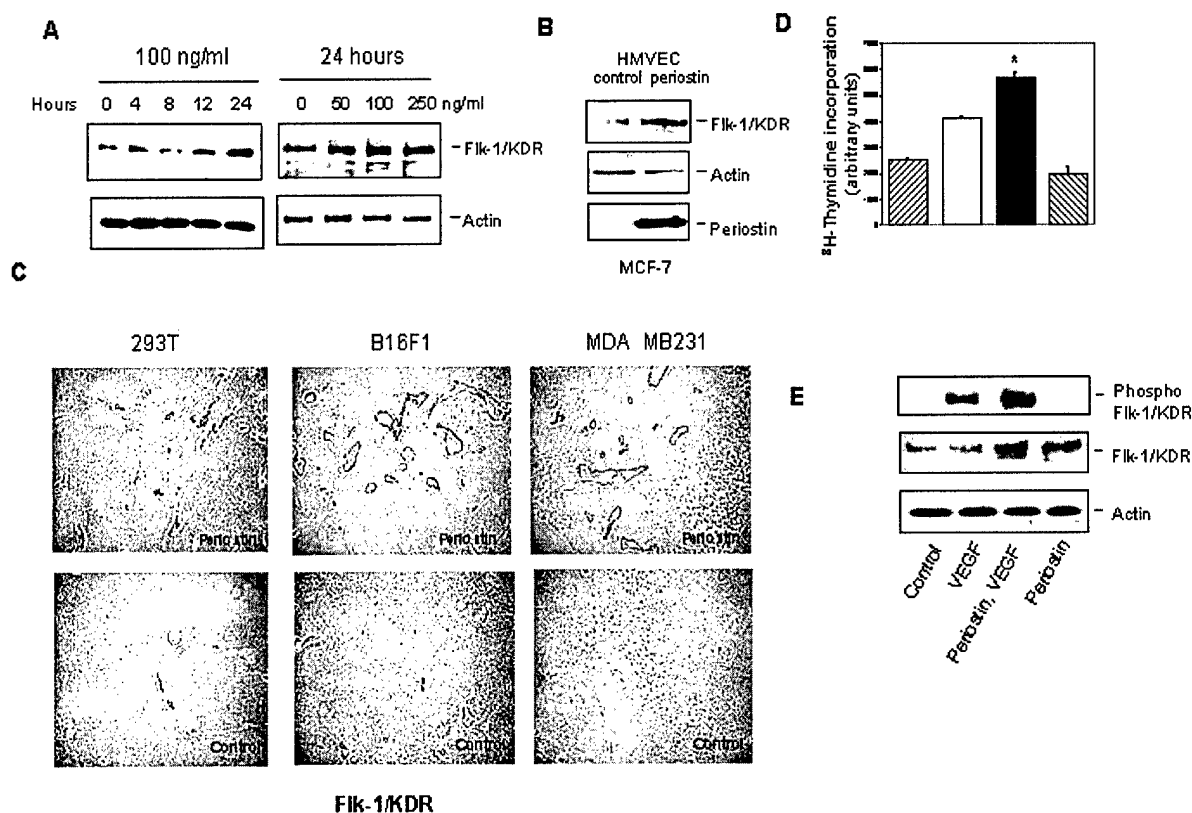 A
100 ng/ml
24 hours
Hours 0 4 8 12 24
0 50 100 250 ng/ml
Flk-1/KDR
Actin
B
HMVEC
control periostin
Flk-1/KDR
Actin
Periostin
MCF-7
D
³H-Thymidine incorporation
(arbitrary units)
*
C
293T
B16F1
MDA MB231
Periostin
Periostin
Periostin
Control
Control
Control
Flk-1/KDR
E
Phospho
Flk-1/KDR
Flk-1/KDR
Actin
Control
VEGF
Periostin, VEGF
Periostin